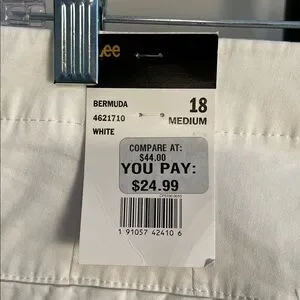 Lee
BERMUDA
18
4621710
MEDIUM
WHITE
COMPARE AT:
$44.00
YOU PAY:
$24.99
1 91057 42410 6